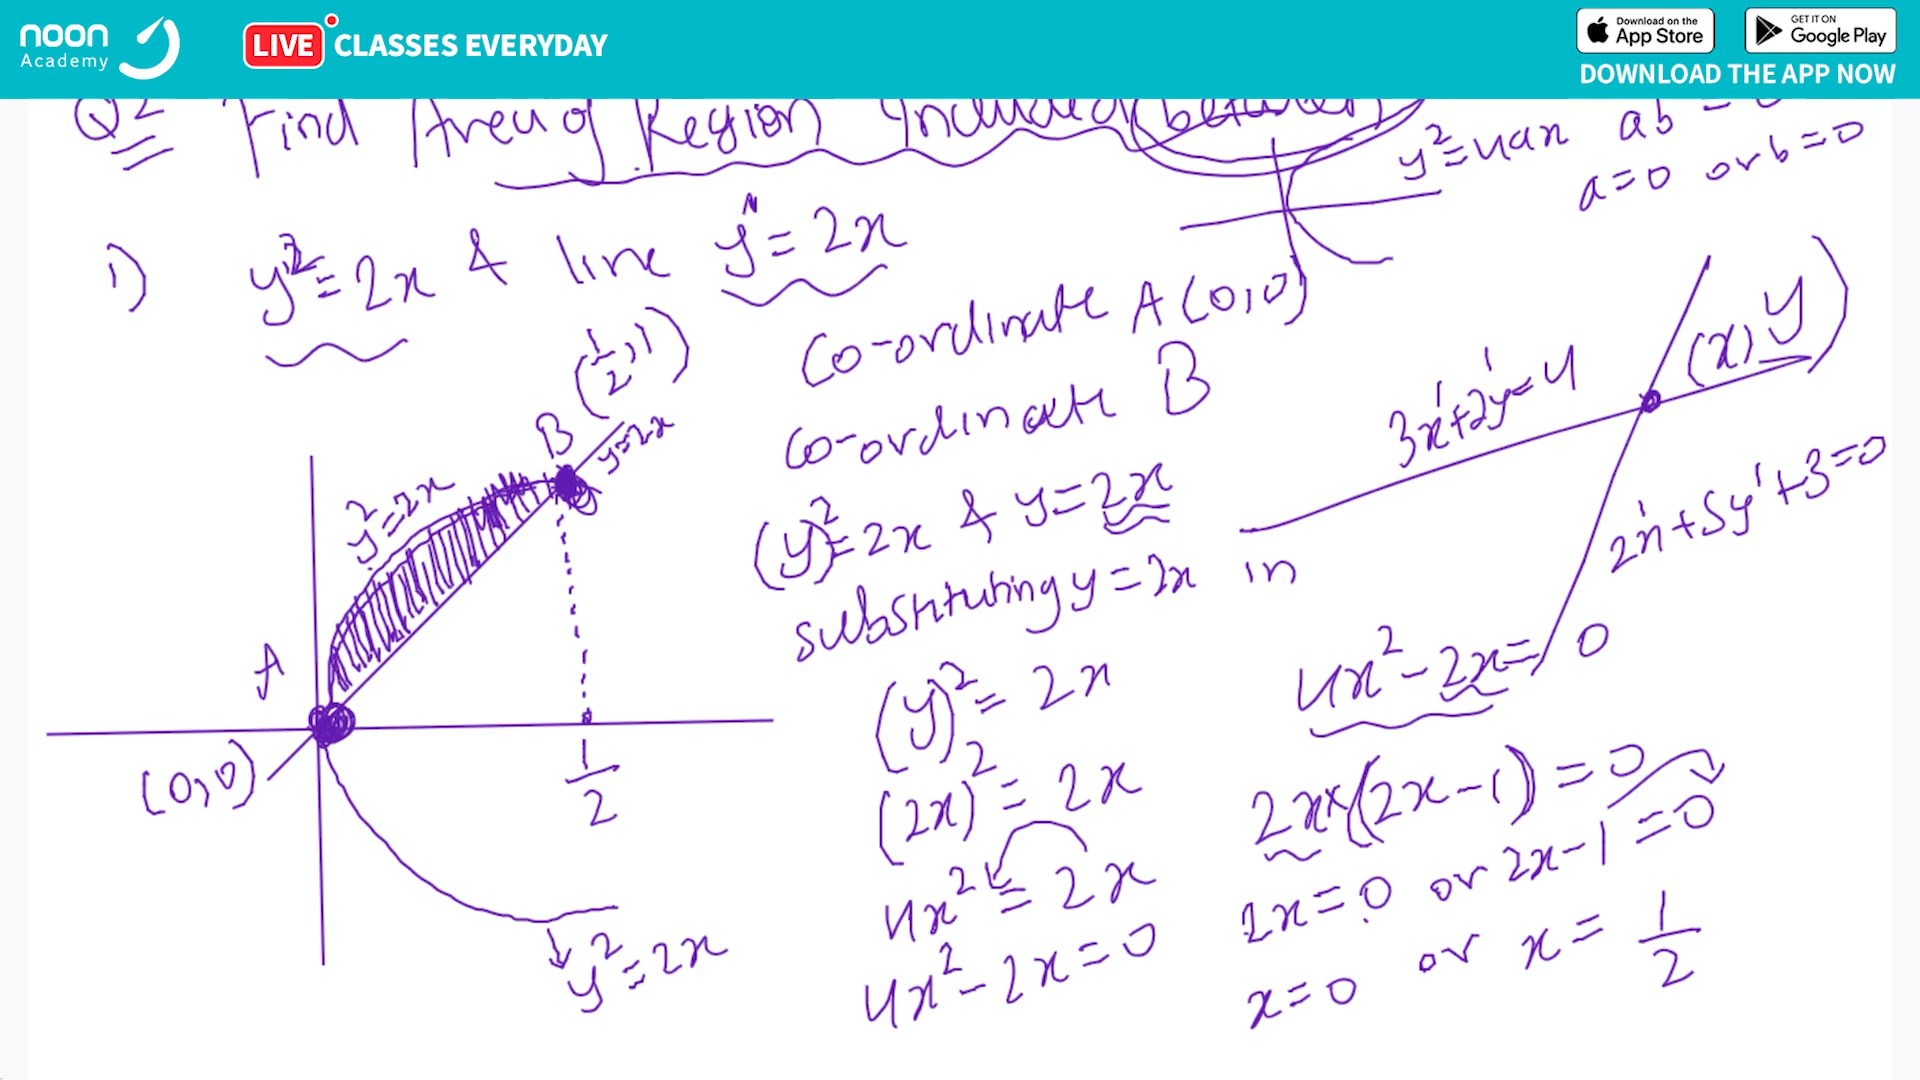 noon
Academy
LIVE CLASSES EVERYDAY
Download on the
App Store
GET IT ON
Google Play
DOWNLOAD THE APP NOW
Q2 Find Area of Region Included between
y²=4ax
ab = 0
a=0 or b=0
1) y²=2x & line y=2x
Co-ordinate A(0,0)
co-ordinate B
(y)²=2x & y=2x
substituting y=2x in
(y)²=2x
(2x)²=2x
4x²=2x
4x²-2x=0
4x²-2x=0
2x×(2x-1)=0
2x=0 or 2x-1=0
x=0 or x=1/2
3x+2y=4
(x,y)
2x+5y+3=0
(1/2,1)
B
y=2x
y²=2x
A
(0,0)
1/2
y²=2x